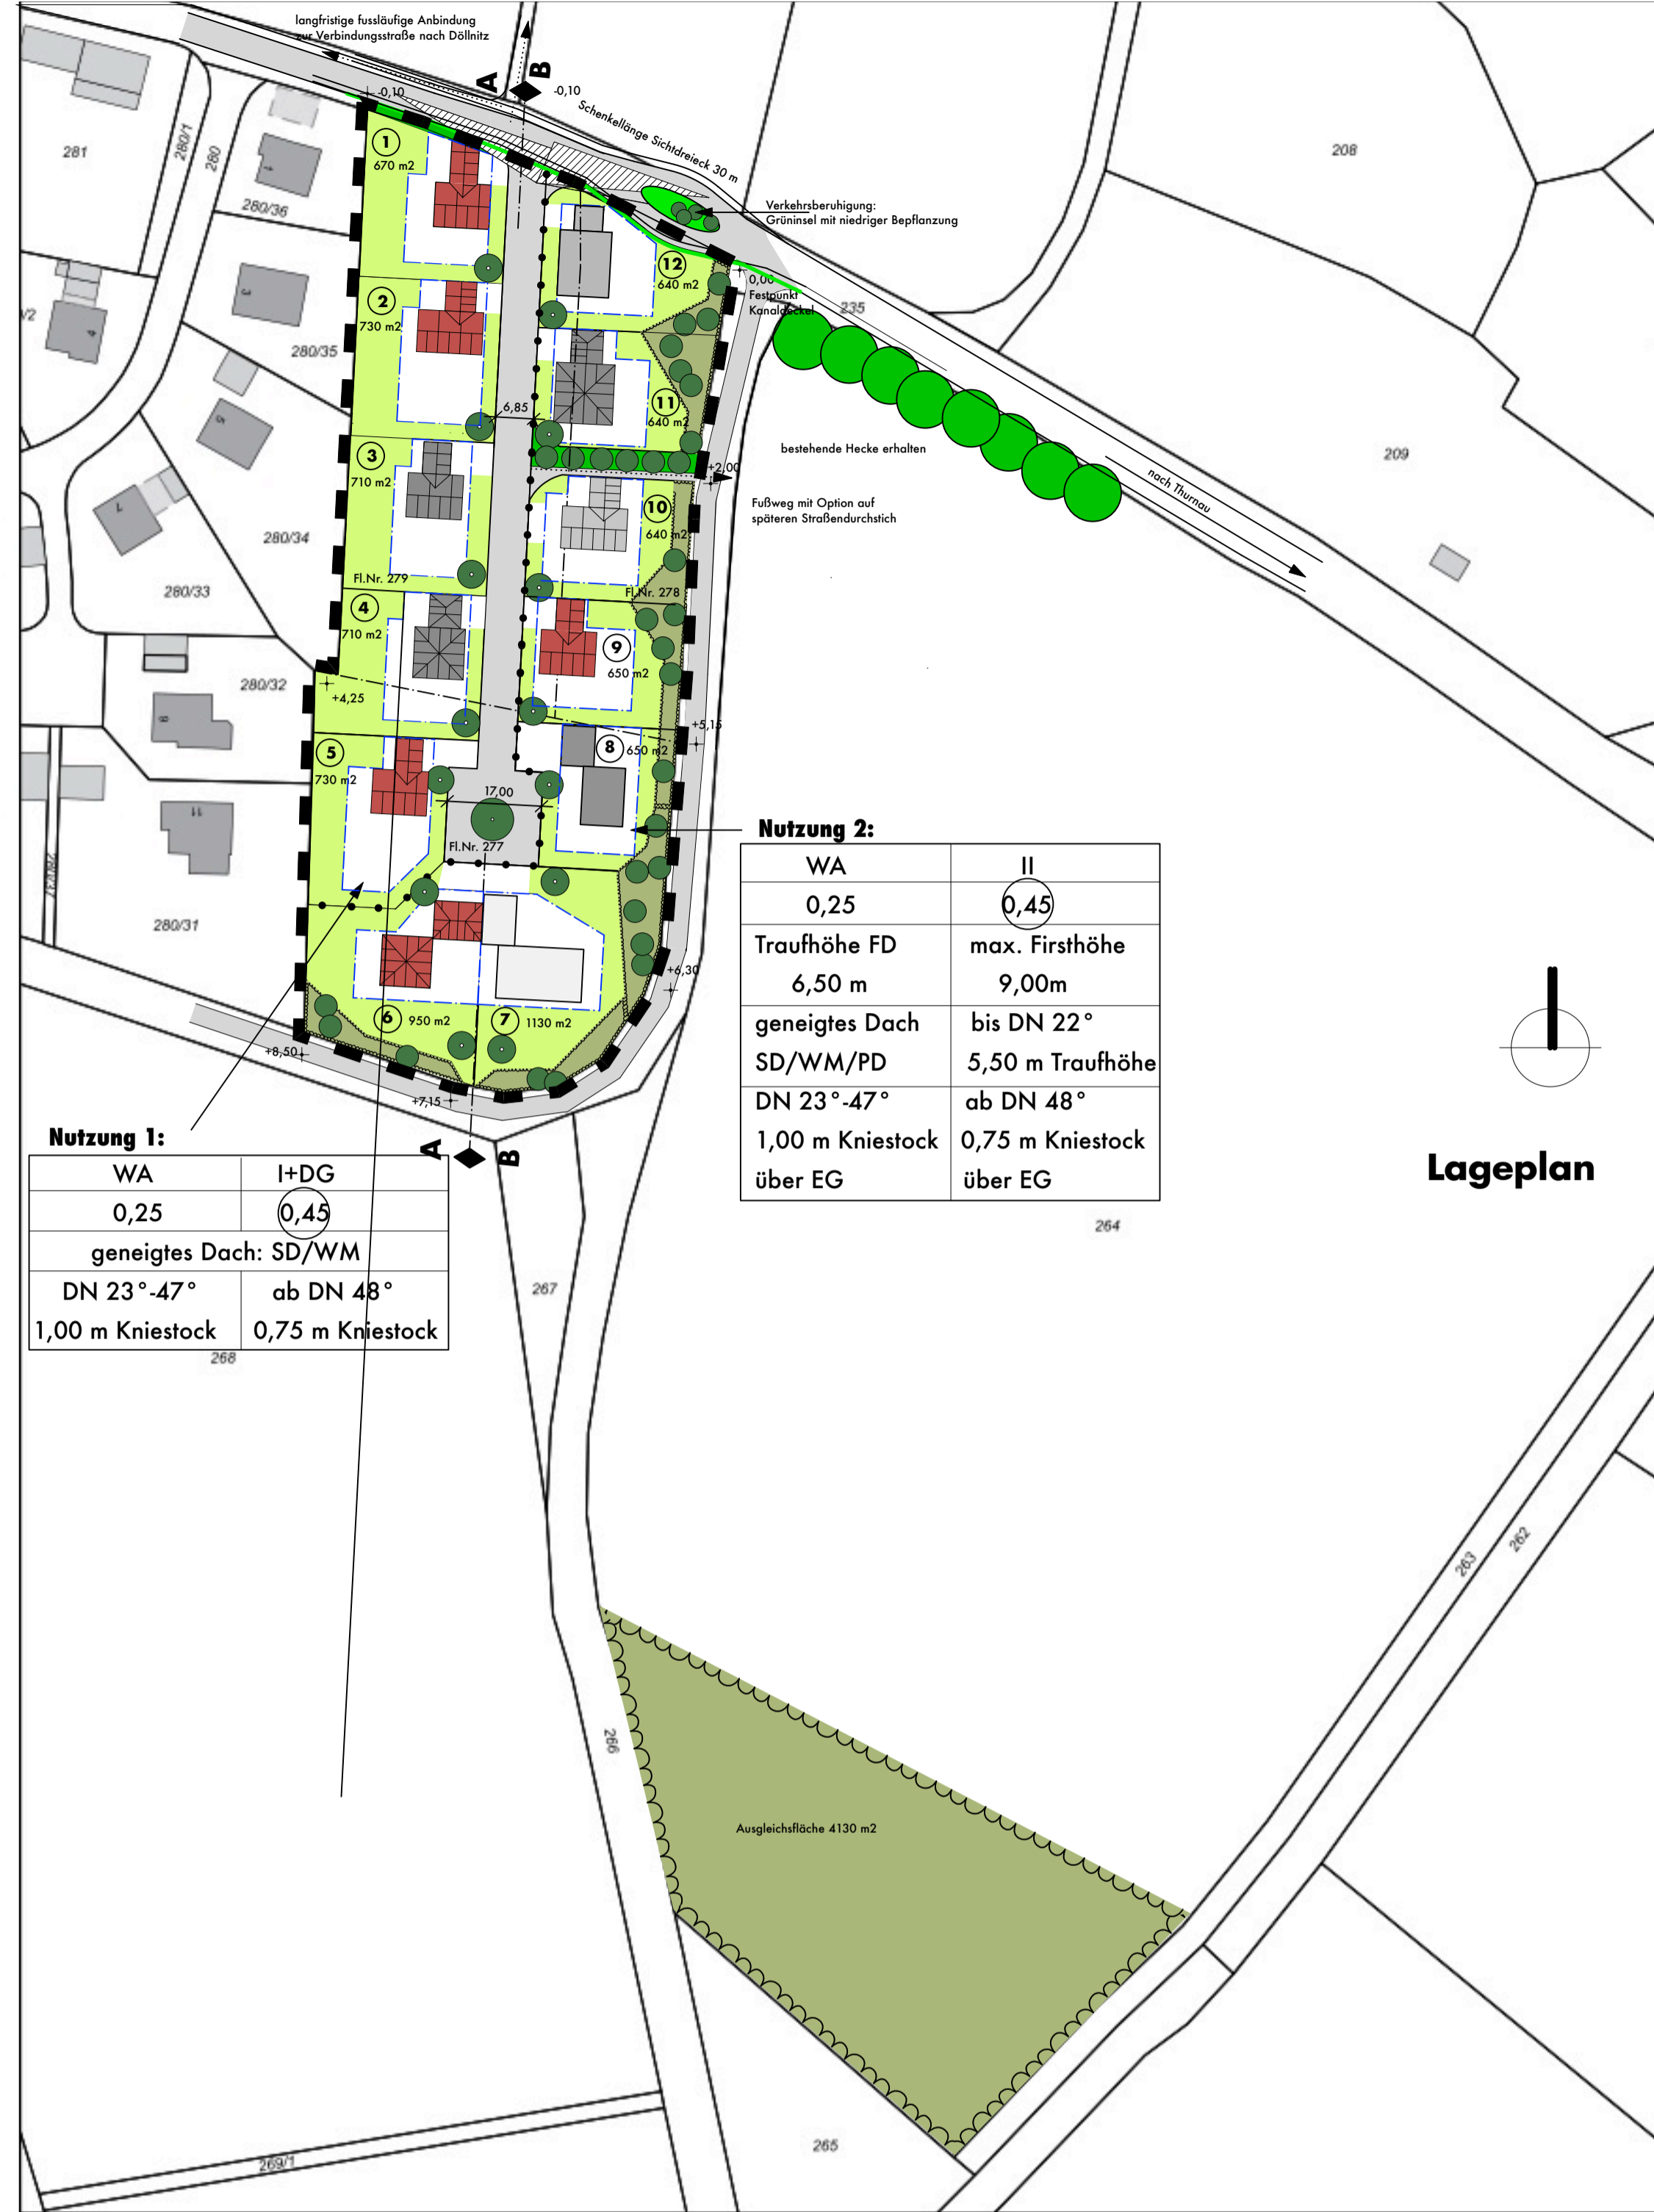 langfristige fussläufige Anbindung
zur Verbindungsstraße nach Döllnitz
A
B
-0,10
-0,10
Schenkellänge Sichtdreieck 30 m
281
280/1
280
1
1
670 m2
280/36
208
Verkehrsberuhigung:
Grüninsel mit niedriger Bepflanzung
12
640 m2
0,00
Festpunkt
Kanaldeckel
235
3
2
730 m2
/2
4
280/35
6,85
11
640 m2
5
3
710 m2
bestehende Hecke erhalten
209
+2,00
nach Thurnau
Fußweg mit Option auf
späteren Straßendurchstich
10
640 m2
7
280/34
Fl.Nr. 279
Fl.Nr. 278
280/33
4
710 m2
9
650 m2
280/32
+4,25
9
+5,15
8
650 m2
5
730 m2
17,00
11
Fl.Nr. 277
280/31
+6,30
6
950 m2
7
1130 m2
+8,50
+7,15
A
B
Nutzung 2:
WA II
0,25 0,45
Traufhöhe FD max. Firsthöhe
6,50 m 9,00m
geneigtes Dach bis DN 22°
SD/WM/PD 5,50 m Traufhöhe
DN 23°-47° ab DN 48°
1,00 m Kniestock 0,75 m Kniestock
über EG über EG
Nutzung 1:
WA I+DG
0,25 0,45
geneigtes Dach: SD/WM
DN 23°-47° ab DN 48°
1,00 m Kniestock 0,75 m Kniestock
Lageplan
264
267
268
263
262
266
Ausgleichsfläche 4130 m2
265
269/1